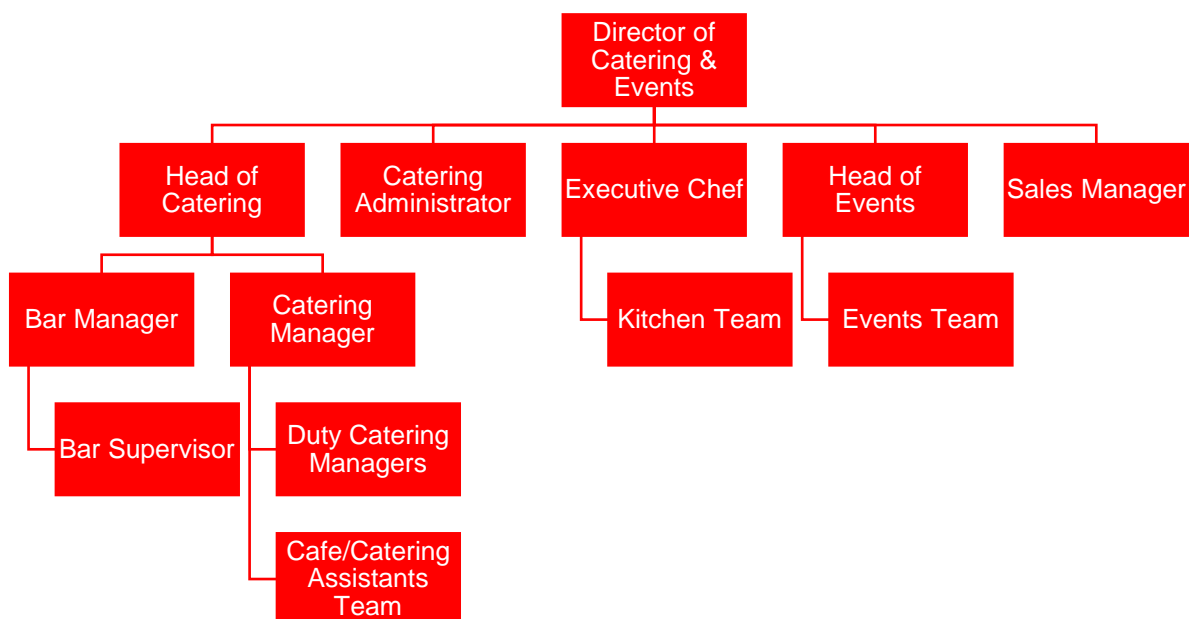 Director of
Catering &
Events
Head of
Catering
Catering
Administrator
Executive Chef
Head of
Events
Sales Manager
Bar Manager
Catering
Manager
Kitchen Team
Events Team
Bar Supervisor
Duty Catering
Managers
Cafe/Catering
Assistants
Team